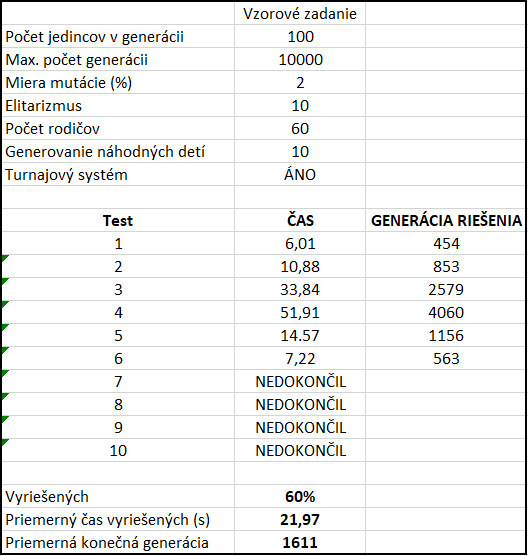 Vzorové zadanie
Počet jedincov v generácii 100
Max. počet generácii 10000
Miera mutácie (%) 2
Elitarizmus 10
Počet rodičov 60
Generovanie náhodných detí 10
Turnajový systém ÁNO
Test ČAS GENERÁCIA RIEŠENIA
1 6,01 454
2 10,88 853
3 33,84 2579
4 51,91 4060
5 14.57 1156
6 7,22 563
7 NEDOKONČIL
8 NEDOKONČIL
9 NEDOKONČIL
10 NEDOKONČIL
Vyriešených 60%
Priemerný čas vyriešených (s) 21,97
Priemerná konečná generácia 1611